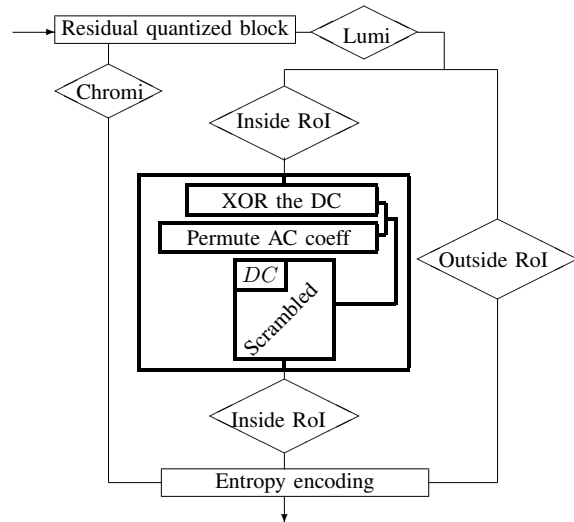 Residual quantized block
Lumi
Chromi
Inside RoI
XOR the DC
Permute AC coeff
DC
Scrambled
Outside RoI
Inside RoI
Entropy encoding